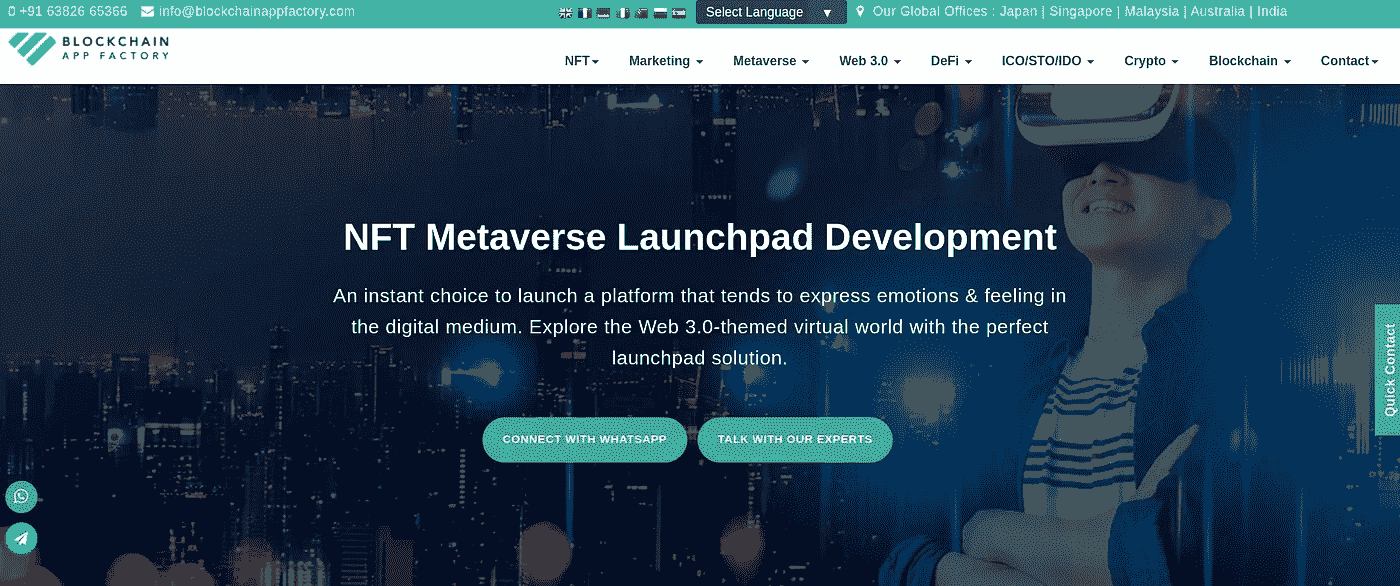 +91 63826 65366 info@blockchainappfactory.com Select Language ▼ Our Global Offices : Japan | Singapore | Malaysia | Australia | India
BLOCKCHAIN
APP FACTORY
NFT Marketing Metaverse Web 3.0 DeFi ICO/STO/IDO Crypto Blockchain Contact
NFT Metaverse Launchpad Development
An instant choice to launch a platform that tends to express emotions & feeling in
the digital medium. Explore the Web 3.0-themed virtual world with the perfect
launchpad solution.
CONNECT WITH WHATSAPP TALK WITH OUR EXPERTS
Quick Contact